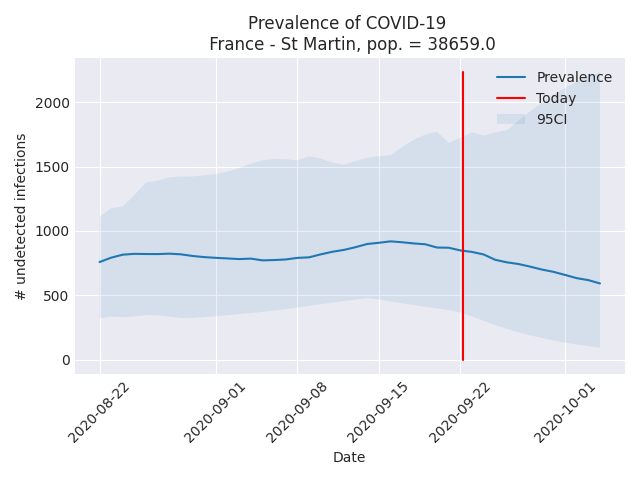 Prevalence of COVID-19
France - St Martin, pop. = 38659.0
Prevalence
Today
95CI
# undetected infections
2000
1500
1000
500
0
2020-08-22
2020-09-01
2020-09-08
2020-09-15
2020-09-22
2020-10-01
Date